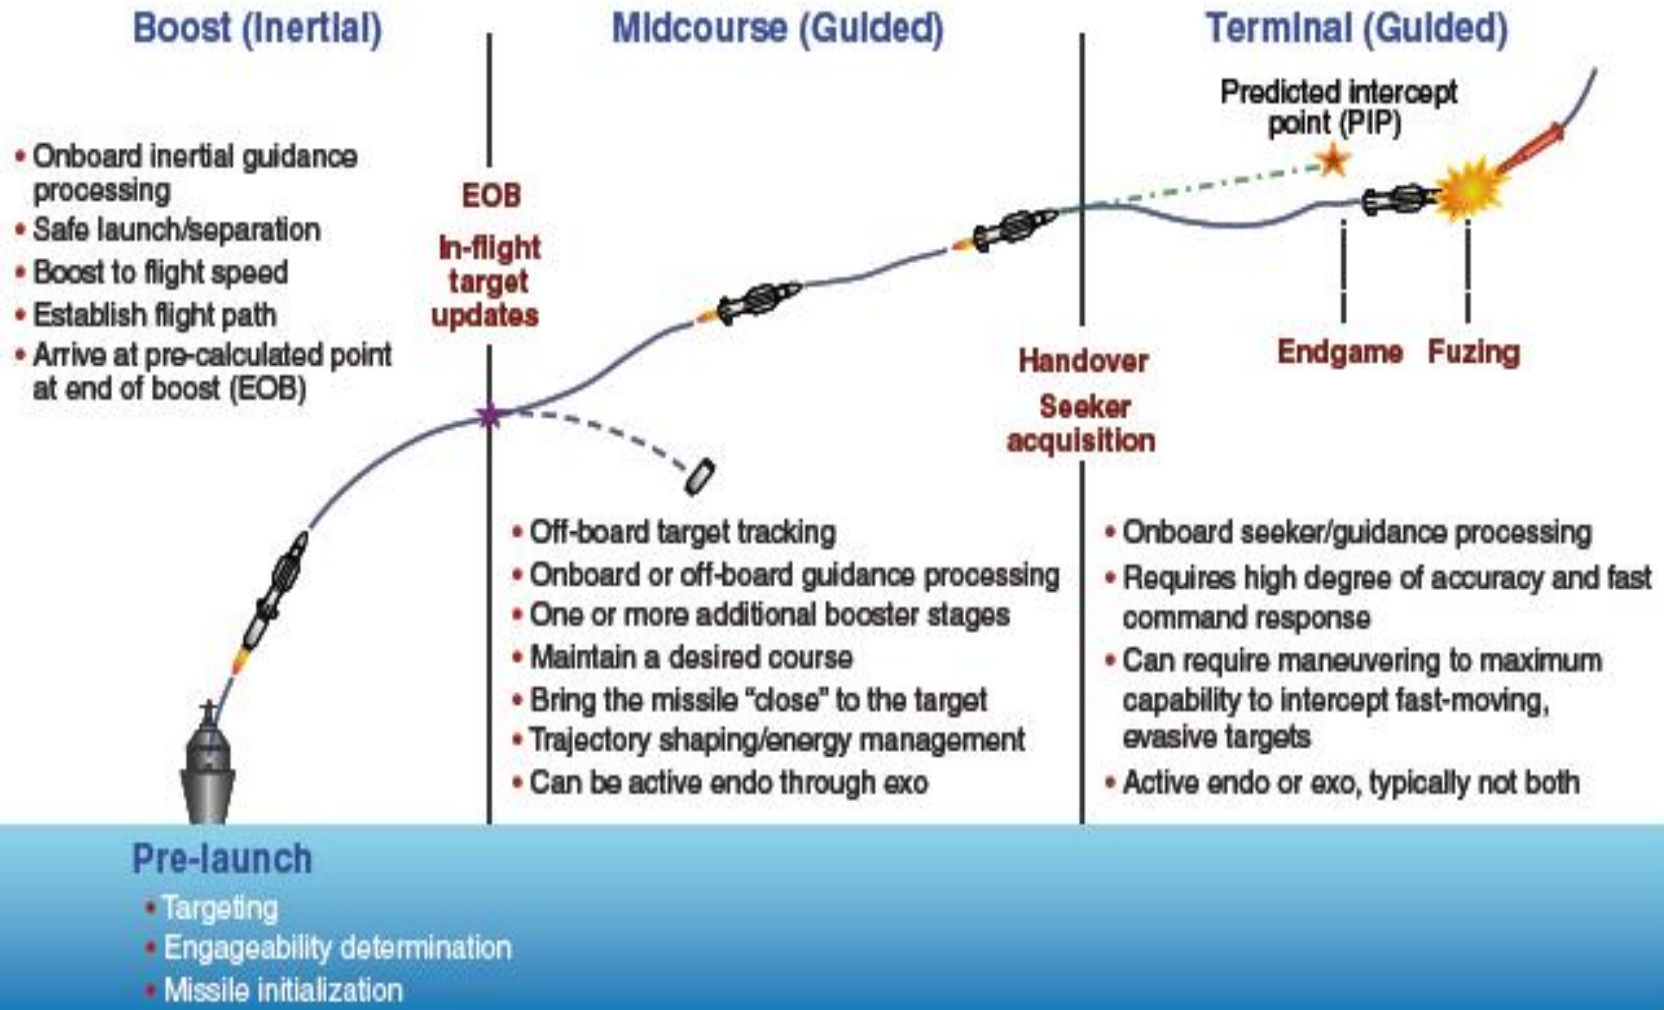 Boost (Inertial)
Midcourse (Guided)
Terminal (Guided)
• Onboard inertial guidance
processing
• Safe launch/separation
• Boost to flight speed
• Establish flight path
• Arrive at pre-calculated point
at end of boost (EOB)
EOB
In-flight
target
updates
Predicted intercept
point (PIP)
Handover
Seeker
acquisition
Endgame
Fuzing
• Off-board target tracking
• Onboard or off-board guidance processing
• One or more additional booster stages
• Maintain a desired course
• Bring the missile “close” to the target
• Trajectory shaping/energy management
• Can be active endo through exo
• Onboard seeker/guidance processing
• Requires high degree of accuracy and fast
command response
• Can require maneuvering to maximum
capability to intercept fast-moving,
evasive targets
• Active endo or exo, typically not both
Pre-launch
• Targeting
• Engageability determination
• Missile initialization